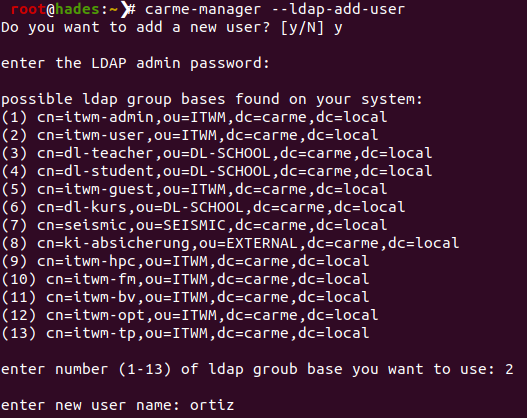 root@hades:~❯# carme-manager --ldap-add-user
Do you want to add a new user? [y/N] y
enter the LDAP admin password:
possible ldap group bases found on your system:
(1) cn=itwm-admin,ou=ITWM,dc=carme,dc=local
(2) cn=itwm-user,ou=ITWM,dc=carme,dc=local
(3) cn=dl-teacher,ou=DL-SCHOOL,dc=carme,dc=local
(4) cn=dl-student,ou=DL-SCHOOL,dc=carme,dc=local
(5) cn=itwm-guest,ou=ITWM,dc=carme,dc=local
(6) cn=dl-kurs,ou=DL-SCHOOL,dc=carme,dc=local
(7) cn=seismic,ou=SEISMIC,dc=carme,dc=local
(8) cn=ki-absicherung,ou=EXTERNAL,dc=carme,dc=local
(9) cn=itwm-hpc,ou=ITWM,dc=carme,dc=local
(10) cn=itwm-fm,ou=ITWM,dc=carme,dc=local
(11) cn=itwm-bv,ou=ITWM,dc=carme,dc=local
(12) cn=itwm-opt,ou=ITWM,dc=carme,dc=local
(13) cn=itwm-tp,ou=ITWM,dc=carme,dc=local
enter number (1-13) of ldap groub base you want to use: 2
enter new user name: ortiz